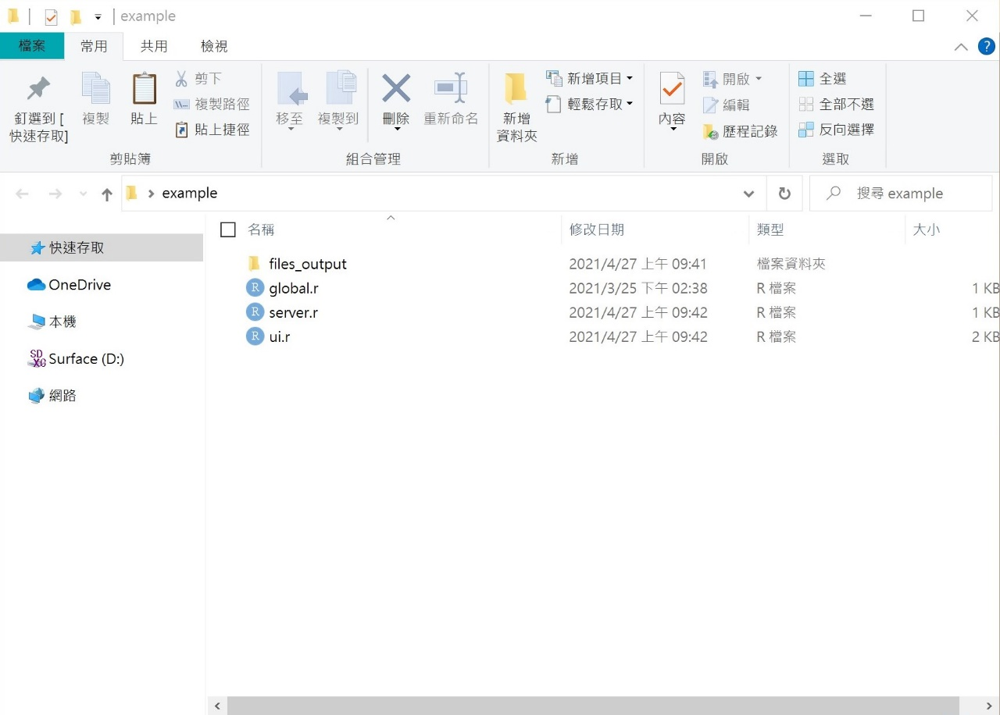 example
檔案 常用 共用 檢視
釘選到 [
快速存取]
複製
貼上
剪下
複製路徑
貼上捷徑
剪貼簿
移至
複製到
刪除
重新命名
組合管理
新增
資料夾
新增項目
輕鬆存取
新增
內容
開啟
編輯
歷程記錄
開啟
全選
全部不選
反向選擇
選取
example
搜尋 example
快速存取
OneDrive
本機
Surface (D:)
網路
名稱 修改日期 類型 大小
files_output 2021/4/27 上午 09:41 檔案資料夾
R global.r 2021/3/25 下午 02:38 R 檔案 1 KB
R server.r 2021/4/27 上午 09:42 R 檔案 1 KB
R ui.r 2021/4/27 上午 09:42 R 檔案 2 KB